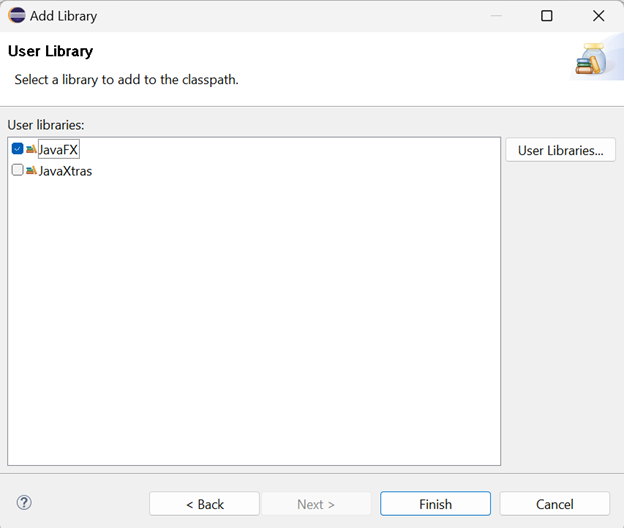 Add Library
User Library
Select a library to add to the classpath.
User libraries:
JavaFX
User Libraries...
JavaXtras
?
< Back
Next >
Finish
Cancel